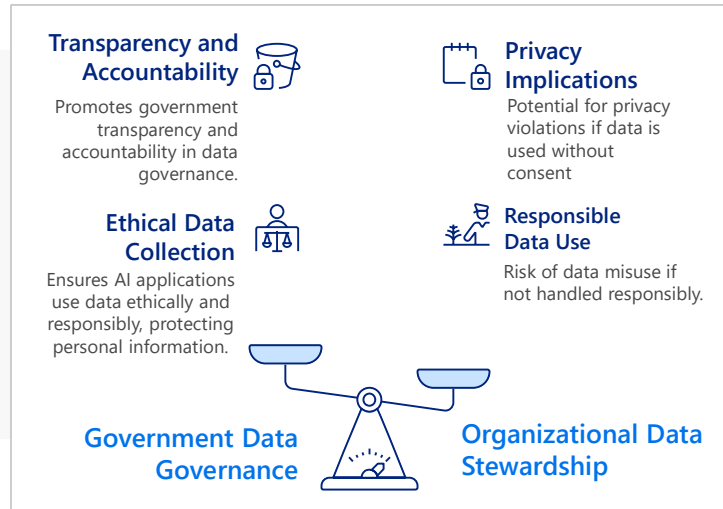 Transparency and
Accountability
Promotes government
transparency and
accountability in data
governance.
Ethical Data
Collection
Ensures AI applications
use data ethically and
responsibly, protecting
personal information.
Government Data
Governance
Privacy
Implications
Potential for privacy
violations if data is
used without
consent
Responsible
Data Use
Risk of data misuse if
not handled responsibly.
Organizational Data
Stewardship